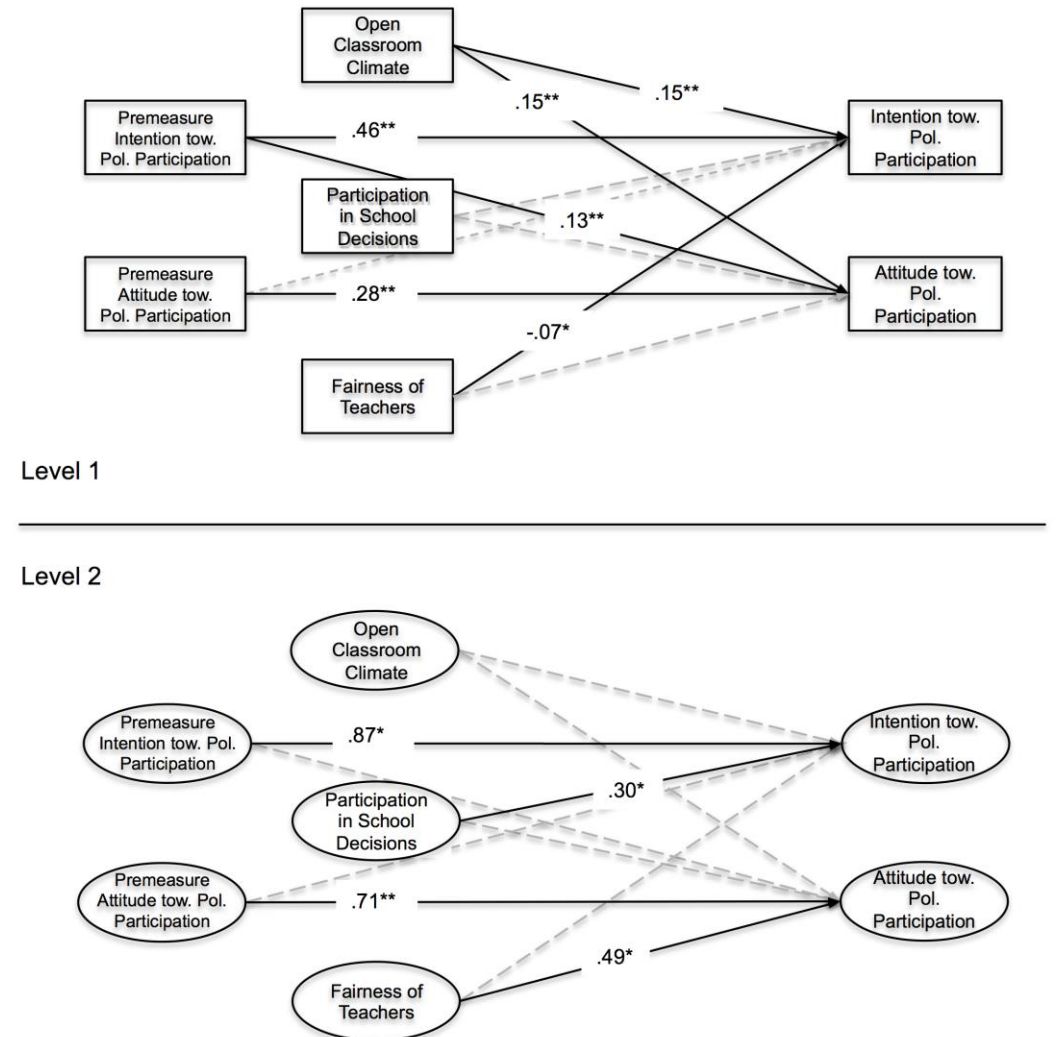 Open
Classroom
Climate
.15**
.15**
Premeasure
Intention tow.
Pol. Participation
.46**
Intention tow.
Pol.
Participation
Participation
in School
Decisions
.13**
Premeasure
Attitude tow.
Pol. Participation
.28**
Attitude tow.
Pol.
Participation
-.07*
Fairness of
Teachers
Level 1
Level 2
Open
Classroom
Climate
Premeasure
Intention tow. Pol.
Participation
.87*
Intention tow.
Pol.
Participation
Participation
in School
Decisions
.30*
Premeasure
Attitude tow. Pol.
Participation
.71**
Attitude tow.
Pol.
Participation
.49*
Fairness of
Teachers